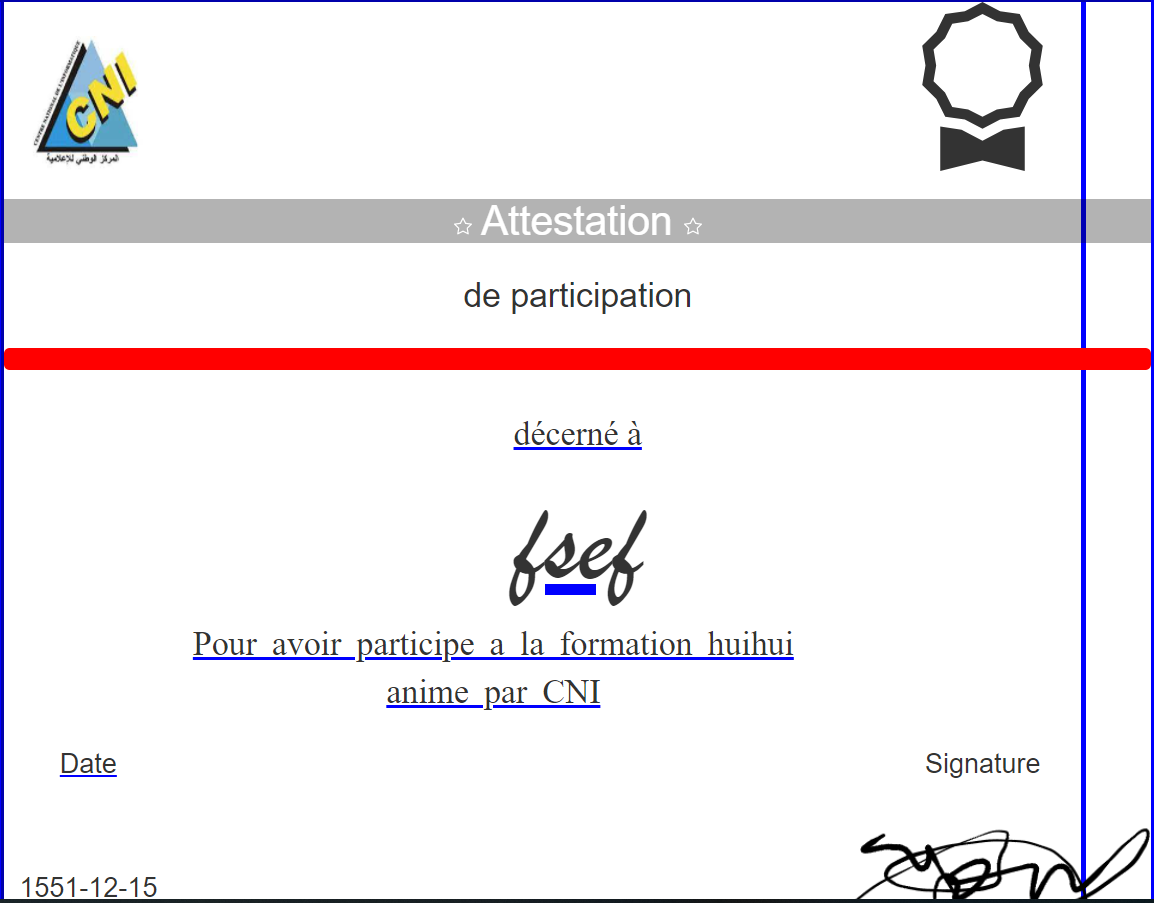 CENTRE NATIONAL DE L'INFORMATIQUE
CNI
المركز الوطني للإعلامية
☆ Attestation ☆
de participation
décerné à
fsef
Pour avoir participe a la formation huihui
anime par CNI
Date
Signature
1551-12-15